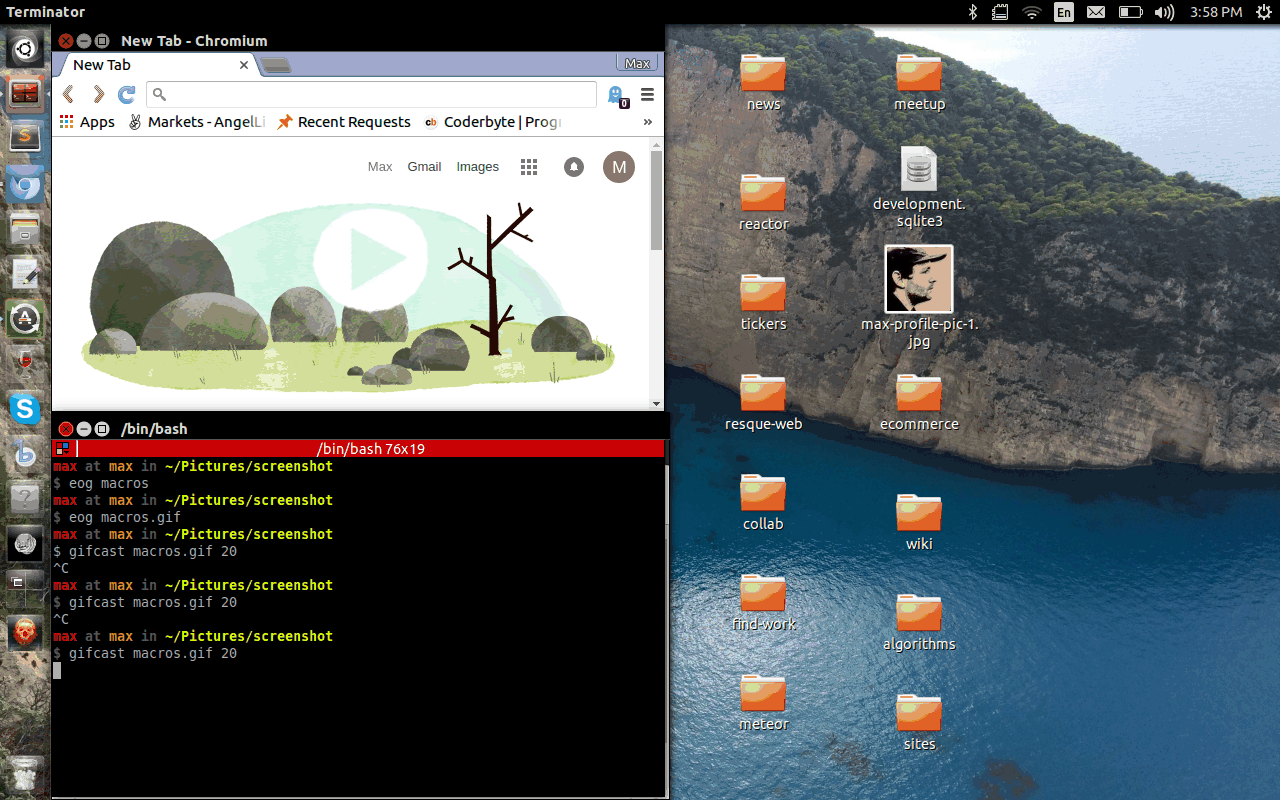 Terminator
En
3:58 PM
New Tab - Chromium
New Tab
Max
0
Apps
Markets - AngelLi
Recent Requests
cb
Coderbyte | Progr
»
Max Gmail Images
M
/bin/bash
/bin/bash 76x19
max at max in ~/Pictures/screenshot
$ eog macros
max at max in ~/Pictures/screenshot
$ eog macros.gif
max at max in ~/Pictures/screenshot
$ gifcast macros.gif 20
^C
max at max in ~/Pictures/screenshot
$ gifcast macros.gif 20
^C
max at max in ~/Pictures/screenshot
$ gifcast macros.gif 20
news
meetup
reactor
development.
sqlite3
tickers
max-profile-pic-1.
jpg
resque-web
ecommerce
collab
wiki
find-work
algorithms
meteor
sites
S
S
b
?